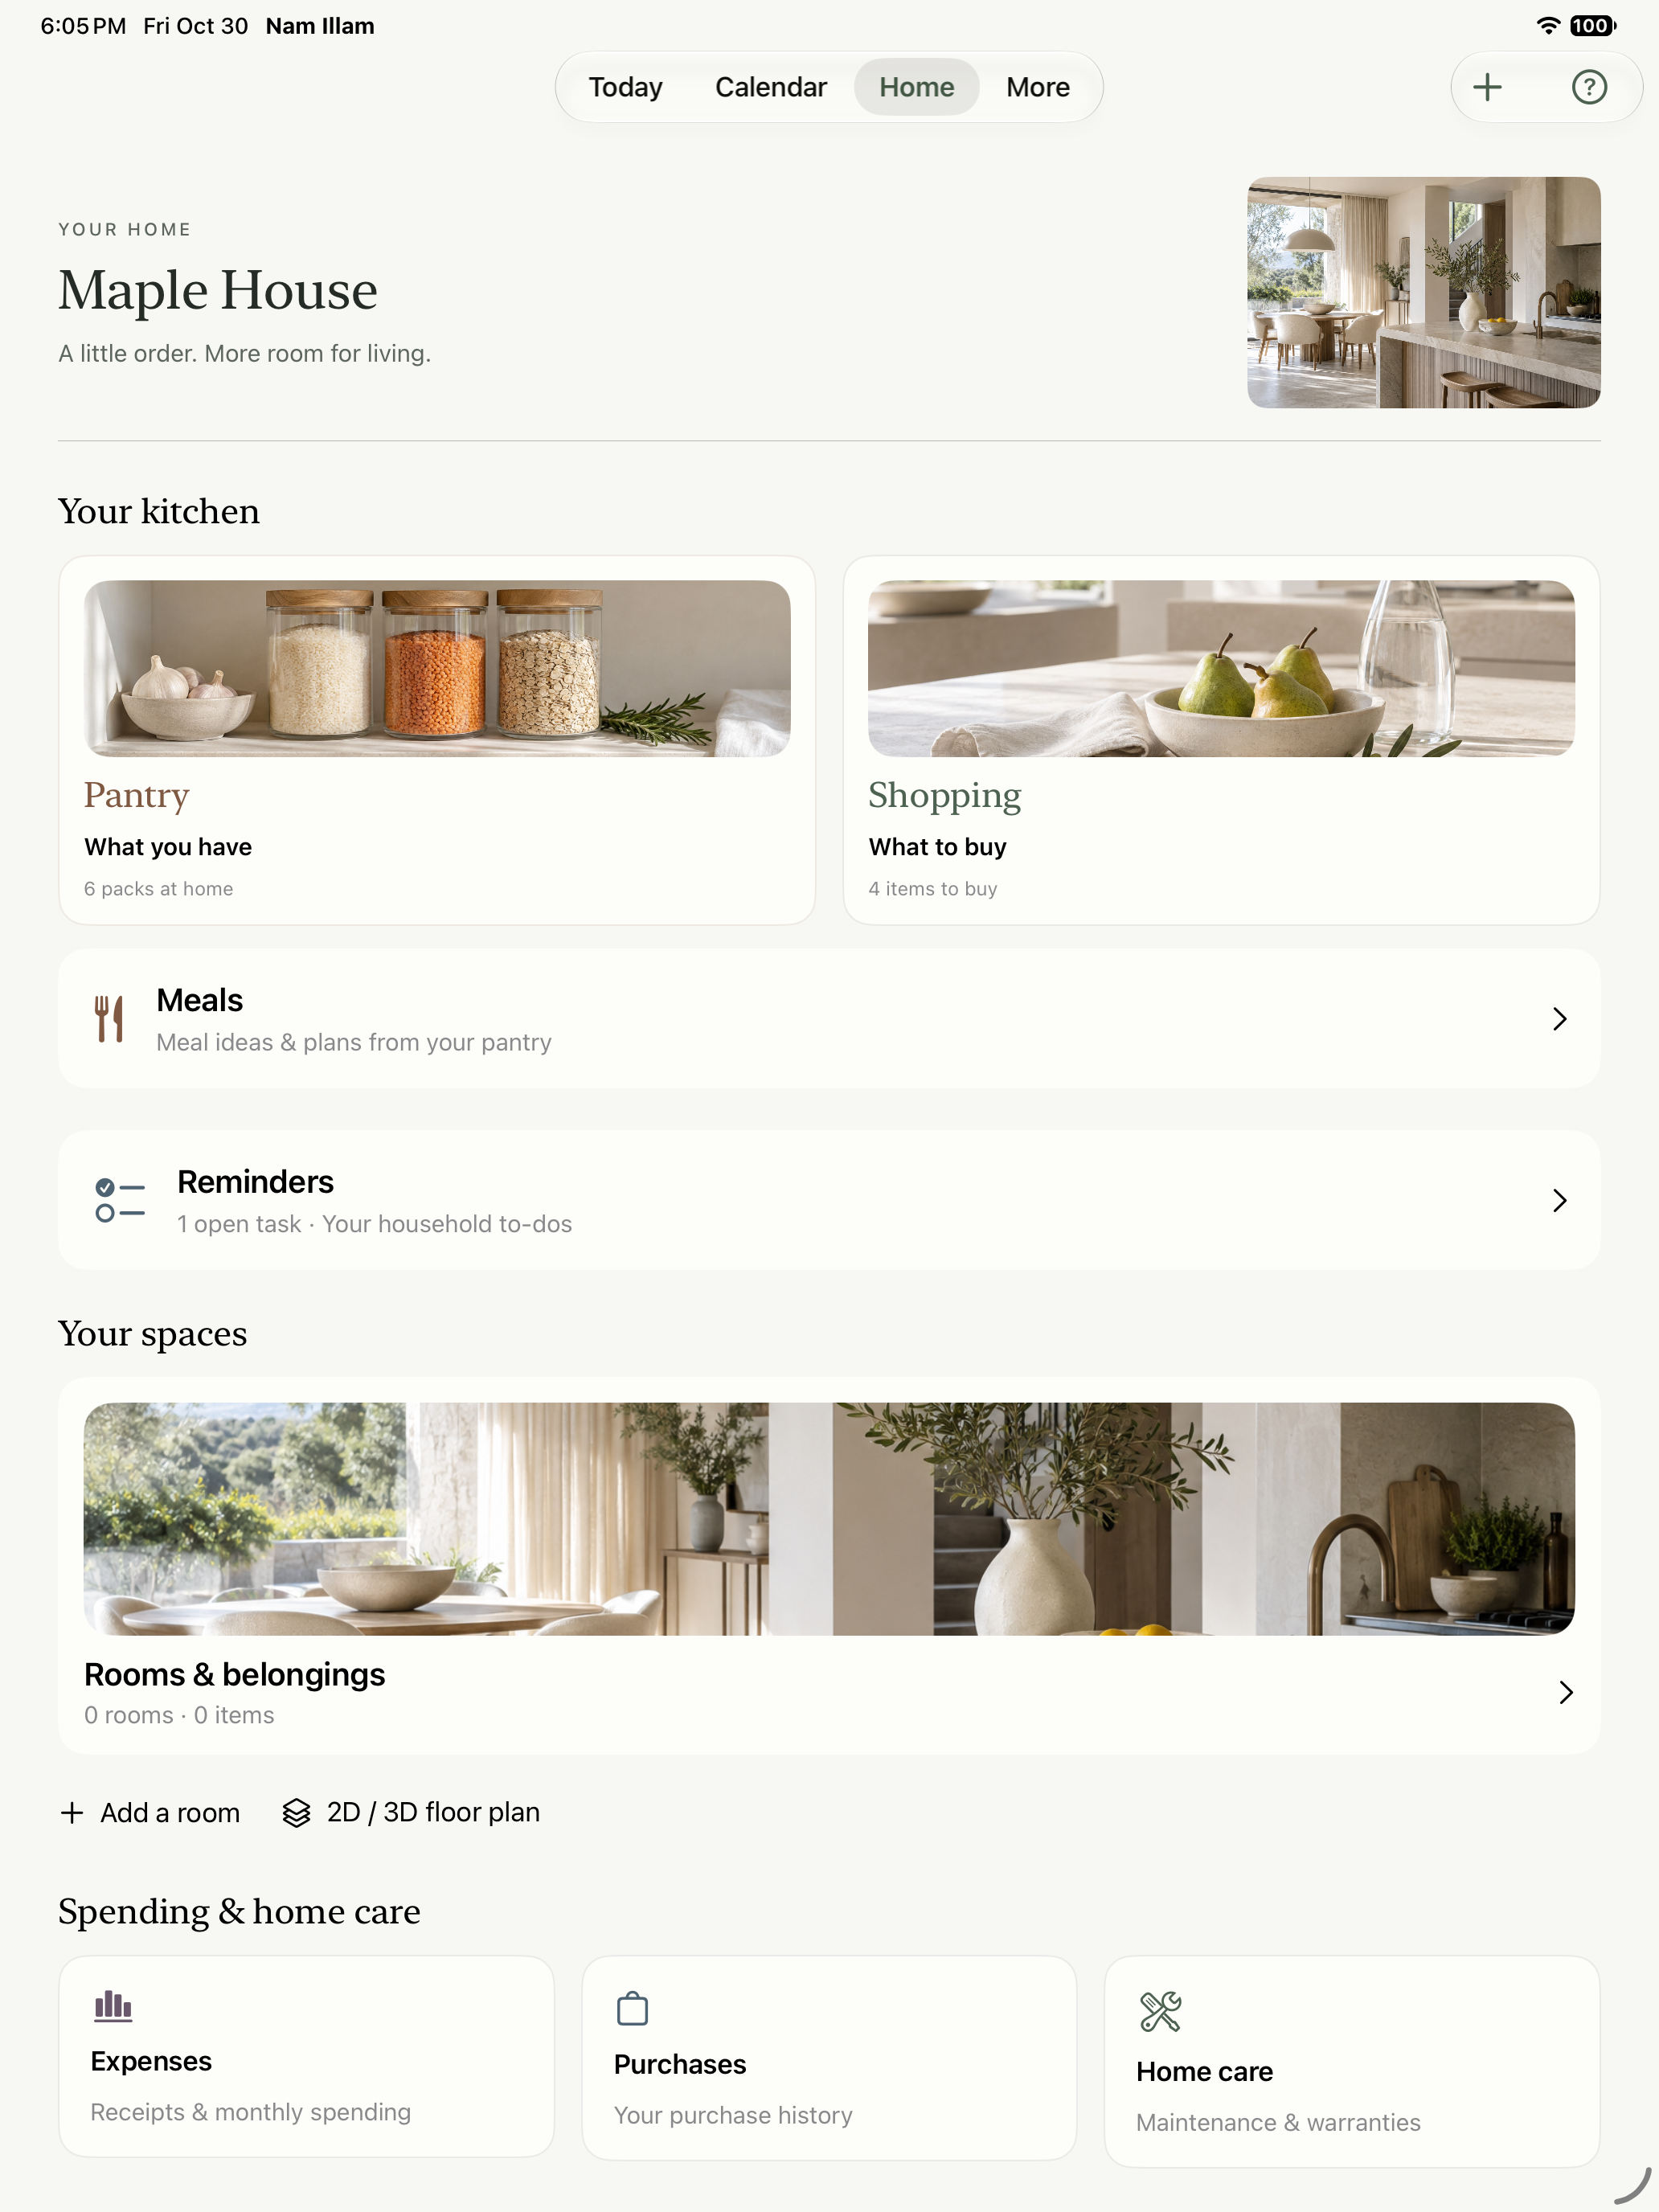 6:05 PM Fri Oct 30 Nam Illam
100
Today Calendar Home More
YOUR HOME
Maple House
A little order. More room for living.
Your kitchen
Pantry
What you have
6 packs at home
Shopping
What to buy
4 items to buy
Meals
Meal ideas & plans from your pantry
Reminders
1 open task · Your household to-dos
Your spaces
Rooms & belongings
0 rooms · 0 items
Add a room
2D / 3D floor plan
Spending & home care
Expenses
Receipts & monthly spending
Purchases
Your purchase history
Home care
Maintenance & warranties